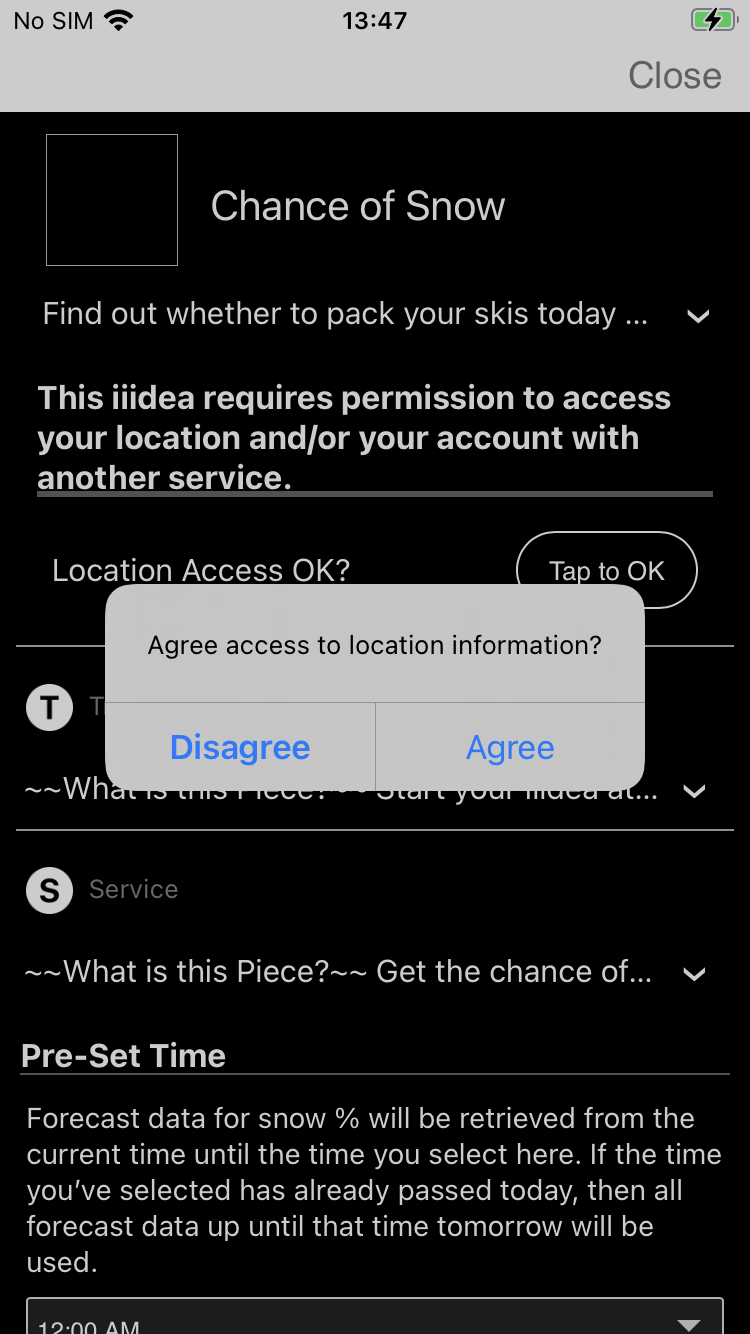 No SIM 13:47
Close
Chance of Snow
Find out whether to pack your skis today ...
This iiidea requires permission to access
your location and/or your account with
another service.
Location Access OK? Tap to OK
Agree access to location information?
T T
Disagree Agree
~~What is this Piece?~~ Start your iiidea at...
S Service
~~What is this Piece?~~ Get the chance of...
Pre-Set Time
Forecast data for snow % will be retrieved from the
current time until the time you select here. If the time
you've selected has already passed today, then all
forecast data up until that time tomorrow will be
used.
12:00 AM